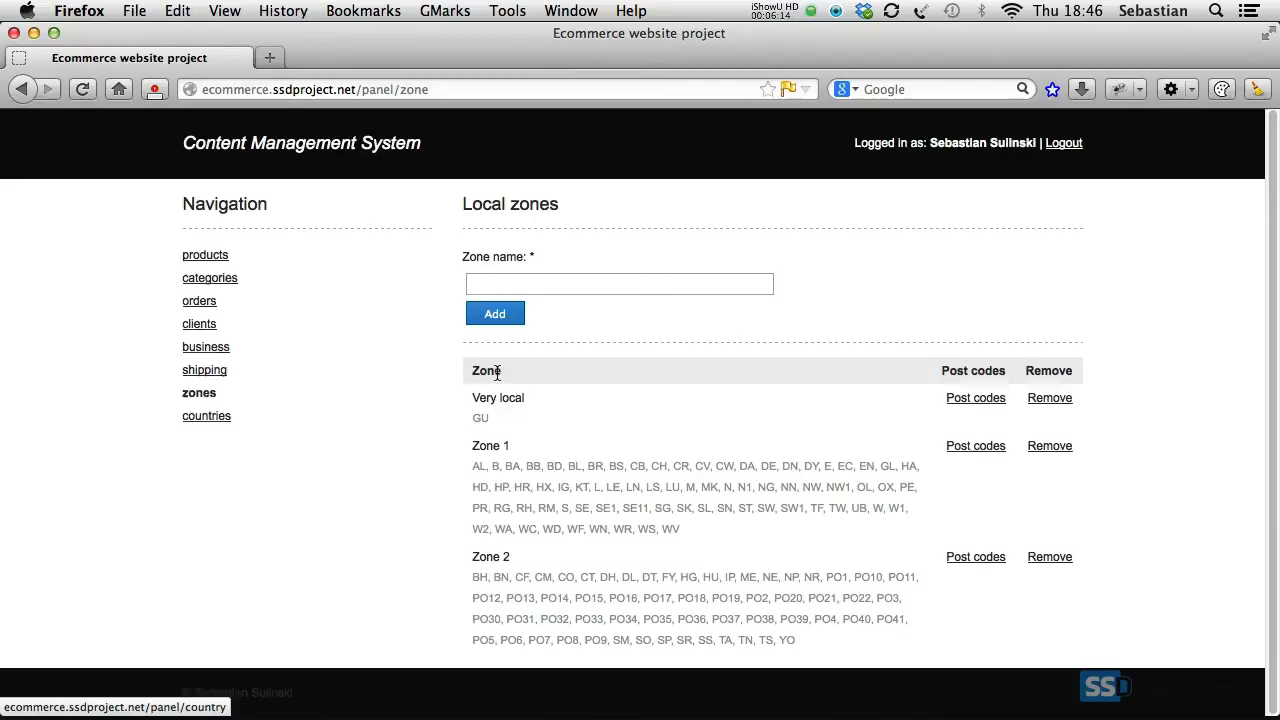 Firefox File Edit View History Bookmarks GMarks Tools Window Help iShowU HD 00:06:14 Thu 18:46 Sebastian
Ecommerce website project
Ecommerce website project
ecommerce.ssdproject.net/panel/zone Google
Content Management System
Logged in as: Sebastian Sulinski | Logout
Navigation
products
categories
orders
clients
business
shipping
zones
countries
Local zones
Zone name: *
Add
Zone Post codes Remove
Very local Post codes Remove
GU
Zone 1 Post codes Remove
AL, B, BA, BB, BD, BL, BR, BS, CB, CH, CR, CV, CW, DA, DE, DN, DY, E, EC, EN, GL, HA,
HD, HP, HR, HX, IG, KT, L, LE, LN, LS, LU, M, MK, N, N1, NG, NN, NW, NW1, OL, OX, PE,
PR, RG, RH, RM, S, SE, SE1, SE11, SG, SK, SL, SN, ST, SW, SW1, TF, TW, UB, W, W1,
W2, WA, WC, WD, WF, WN, WR, WS, WV
Zone 2 Post codes Remove
BH, BN, CF, CM, CO, CT, DH, DL, DT, FY, HG, HU, IP, ME, NE, NP, NR, PO1, PO10, PO11,
PO12, PO13, PO14, PO15, PO16, PO17, PO18, PO19, PO2, PO20, PO21, PO22, PO3,
PO30, PO31, PO32, PO33, PO34, PO35, PO36, PO37, PO38, PO39, PO4, PO40, PO41,
PO5, PO6, PO7, PO8, PO9, SM, SO, SP, SR, SS, TA, TN, TS, YO
© Sebastian Sulinski
SSD
ecommerce.ssdproject.net/panel/country